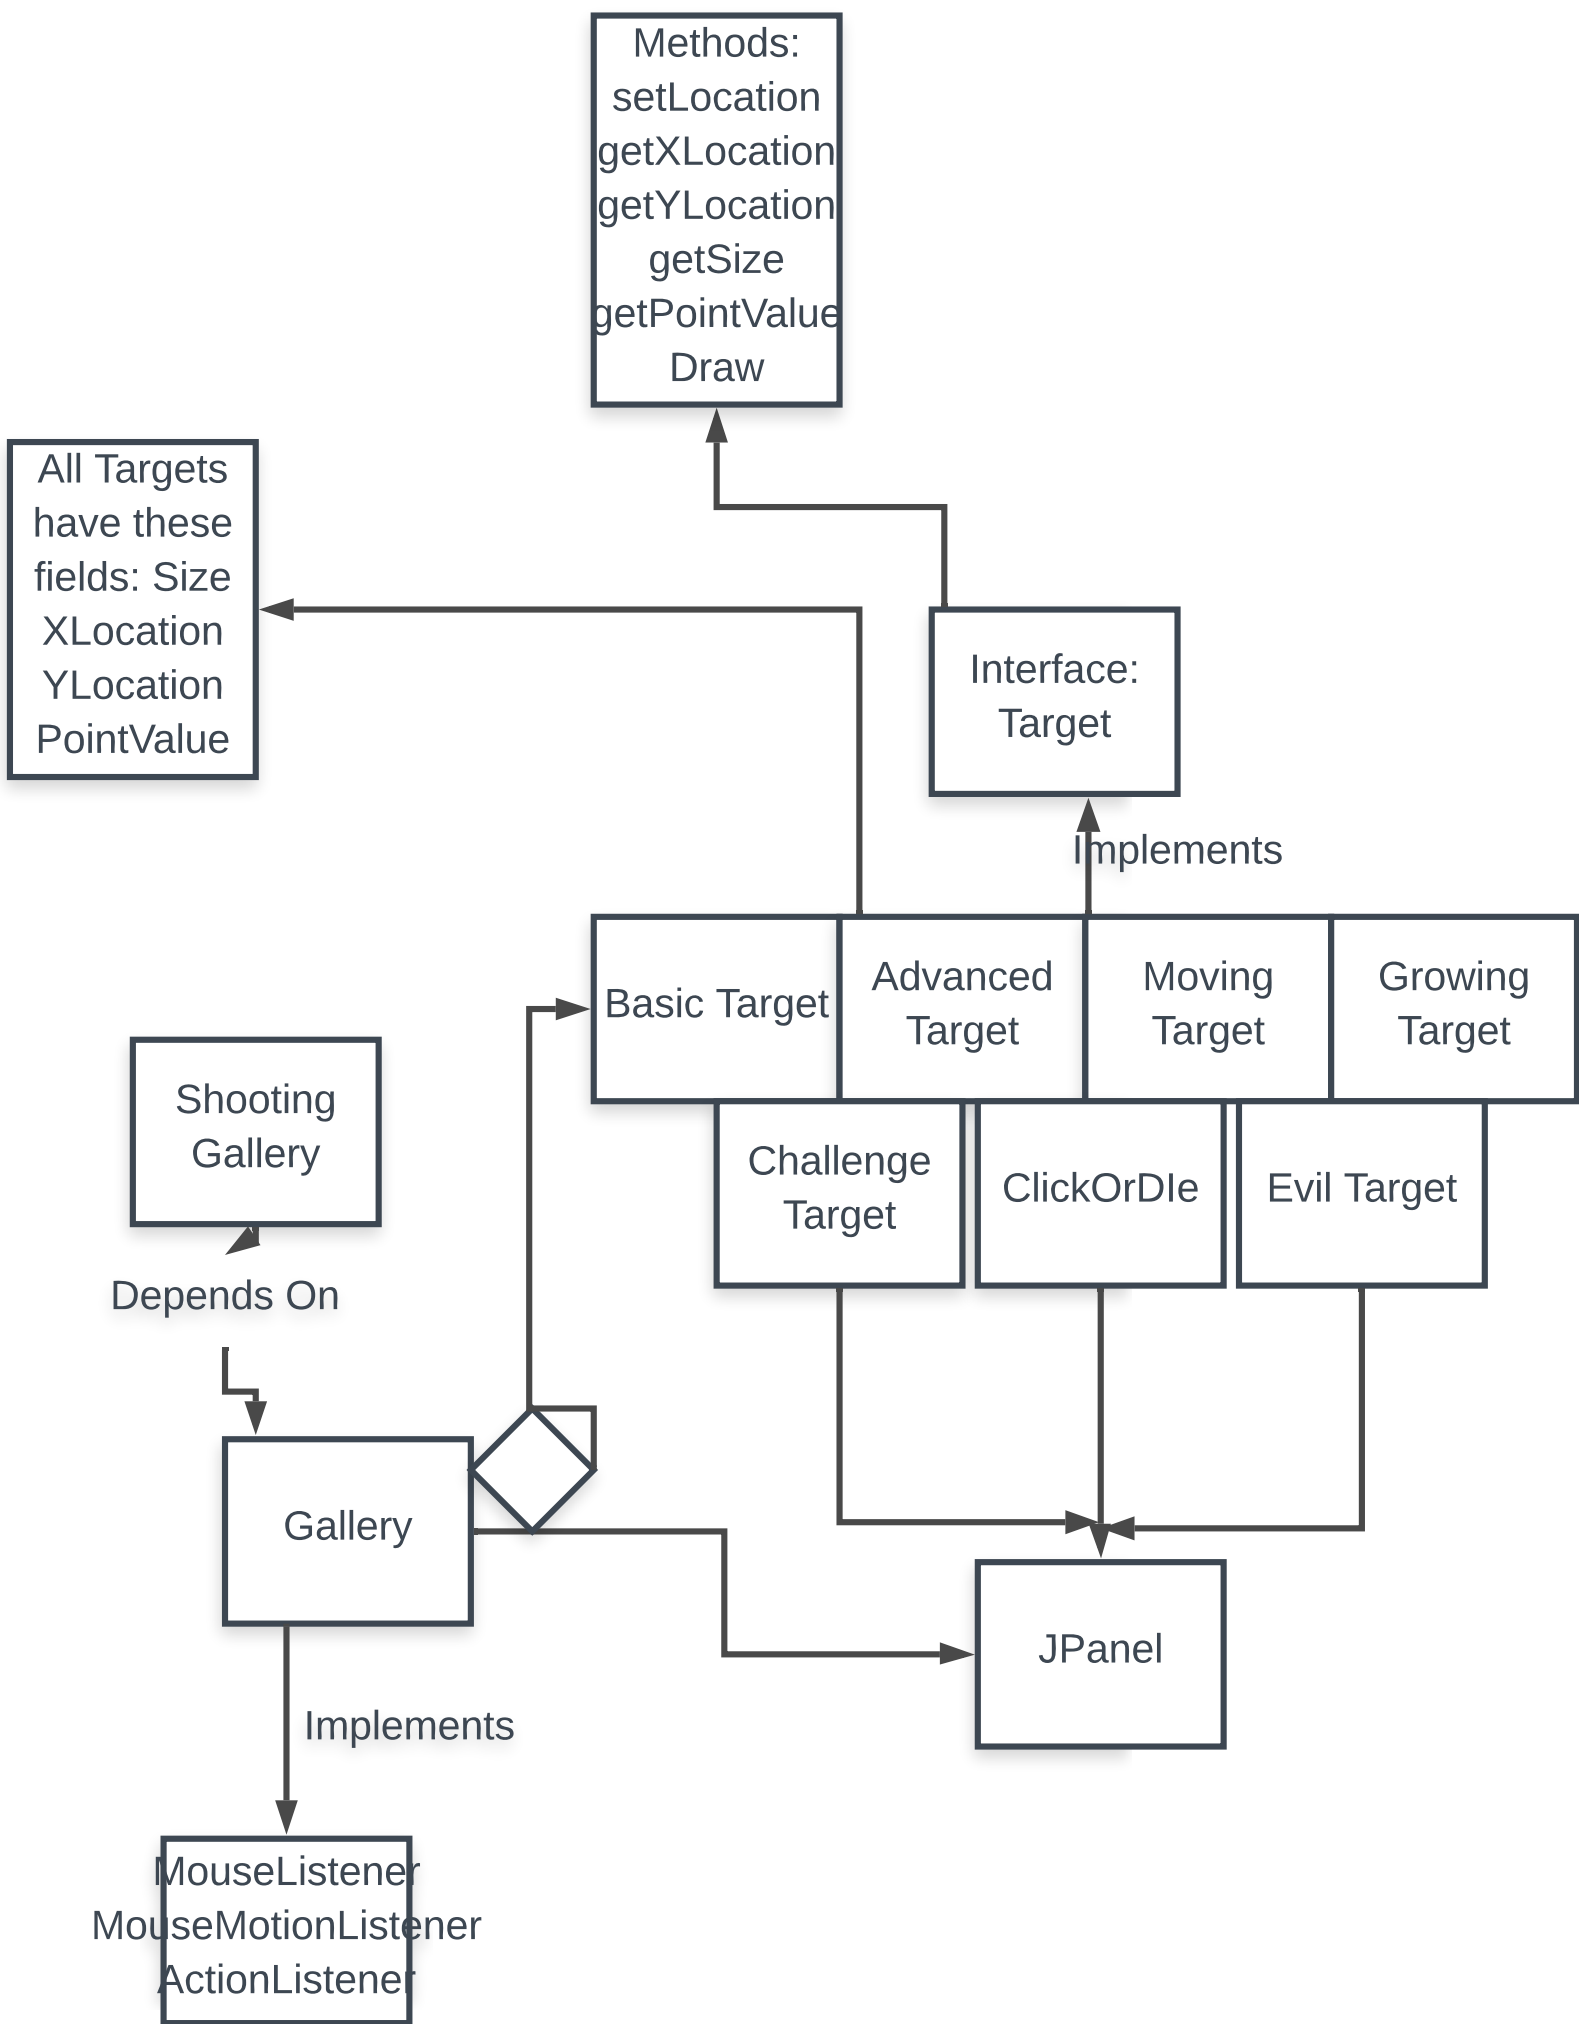 Methods:
setLocation
getXLocation
getYLocation
getSize
getPointValue
Draw
All Targets
have these
fields: Size
XLocation
YLocation
PointValue
Interface:
Target
Implements
Basic Target
Advanced
Target
Moving
Target
Growing
Target
Challenge
Target
ClickOrDIe
Evil Target
Shooting
Gallery
Depends On
Gallery
JPanel
Implements
MouseListener
MouseMotionListener
ActionListener